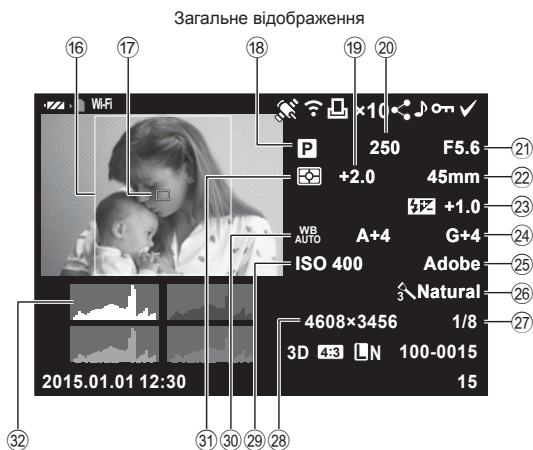 Загальне відображення
⑯ ⑰ ⑱ ⑲ ⑳
Wi-Fi ×10
P 250 F5.6 ㉑
+2.0 45mm ㉒
+1.0 ㉓
WB AUTO A+4 G+4 ㉔
ISO 400 Adobe ㉕
3 Natural ㉖
4608×3456 1/8 ㉗
3D 4:3 LN 100-0015
2015.01.01 12:30 15
㉜ ㉛ ㉚ ㉙ ㉘